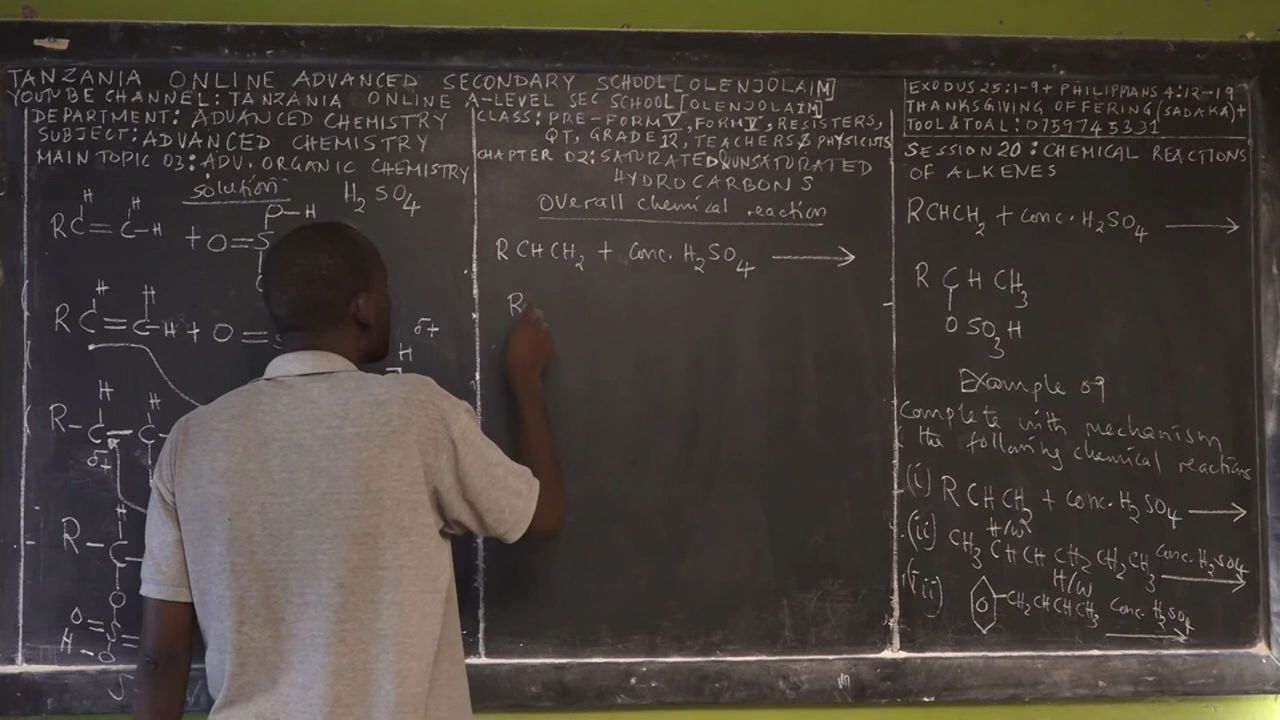 TANZANIA ONLINE ADVANCED SECONDARY SCHOOL [OLENJOLAIM]
YOUTUBE CHANNEL: TANZANIA ONLINE A-LEVEL SEC SCHOOL [OLENJOLAIM]
DEPARTMENT: ADVANCED CHEMISTRY
SUBJECT: ADVANCED CHEMISTRY
MAIN TOPIC 03: ADV. ORGANIC CHEMISTRY
solution
H2SO4
H H
RC=C-H + O=S
O-H
H H
RC=C-H + O=
δ+
H
H H
R-C-C
δ+
H
R-C-
O
O=S=
H-O
CLASS: PRE-FORM V, FORM V, RESISTERS,
QT, GRADE 12, TEACHERS & PHYSICISTS
CHAPTER 02: SATURATED & UNSATURATED
HYDROCARBONS
Overall chemical reaction
RCHCH2 + Conc. H2SO4 →
R
EXODUS 25:1-9 + PHILIPPIANS 4:12-19
THANKSGIVING OFFERING (SADAKA) +
TOOL & TOAL: 0759745331
SESSION 20: CHEMICAL REACTIONS
OF ALKENES
RCHCH2 + Conc. H2SO4 →
R C H CH3
O SO3H
Example 09
Complete with mechanism
the following chemical reactions
(i) RCHCH2 + Conc. H2SO4 →
H/W
(ii) CH3CHCHCH2CH2CH3 Conc. H2SO4 →
H/W
(iii) CH2CHCHCH3 Conc. H2SO4 →